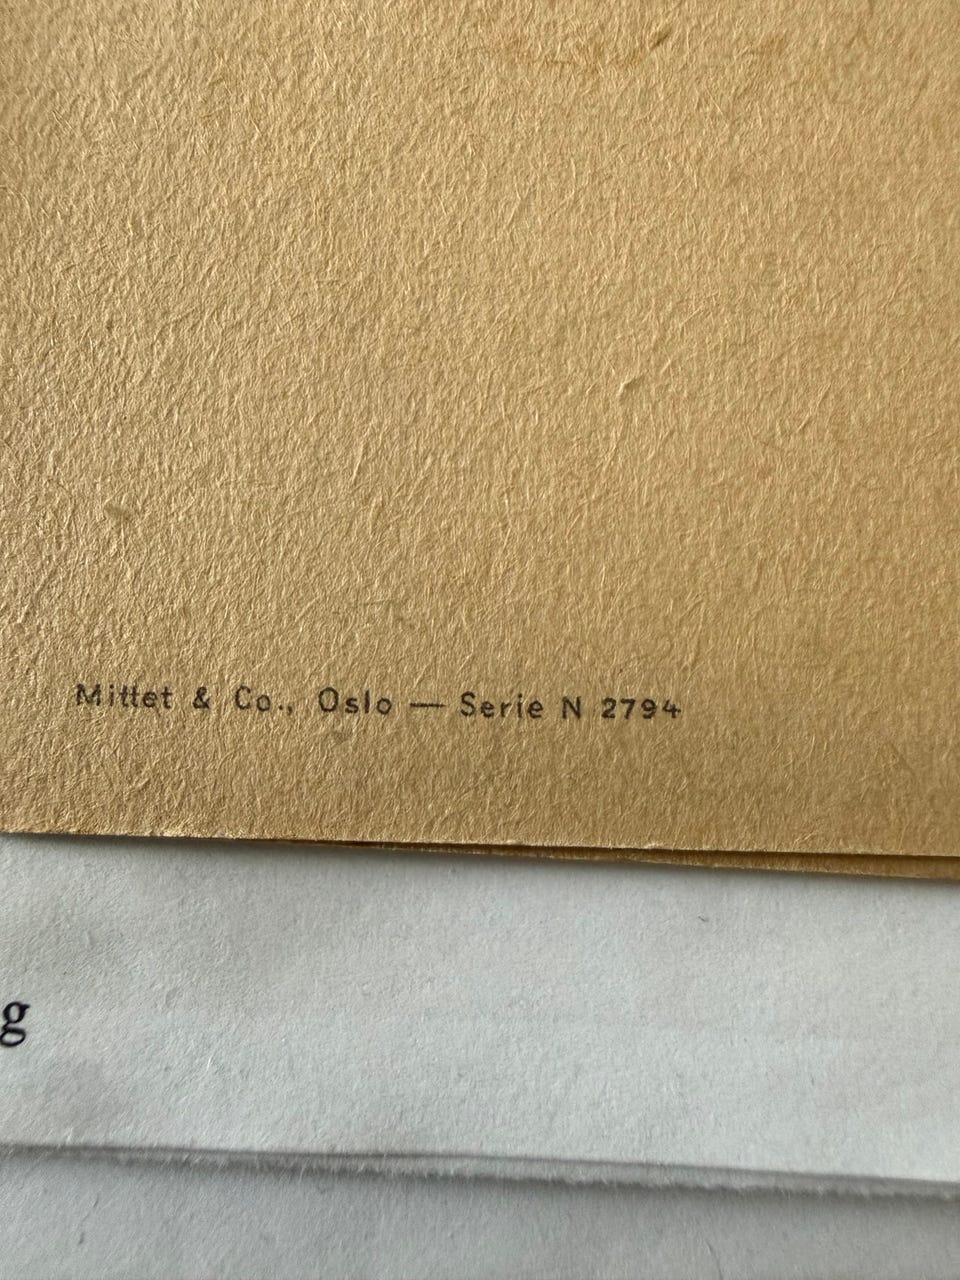 Mittet & Co., Oslo — Serie N 2794
g